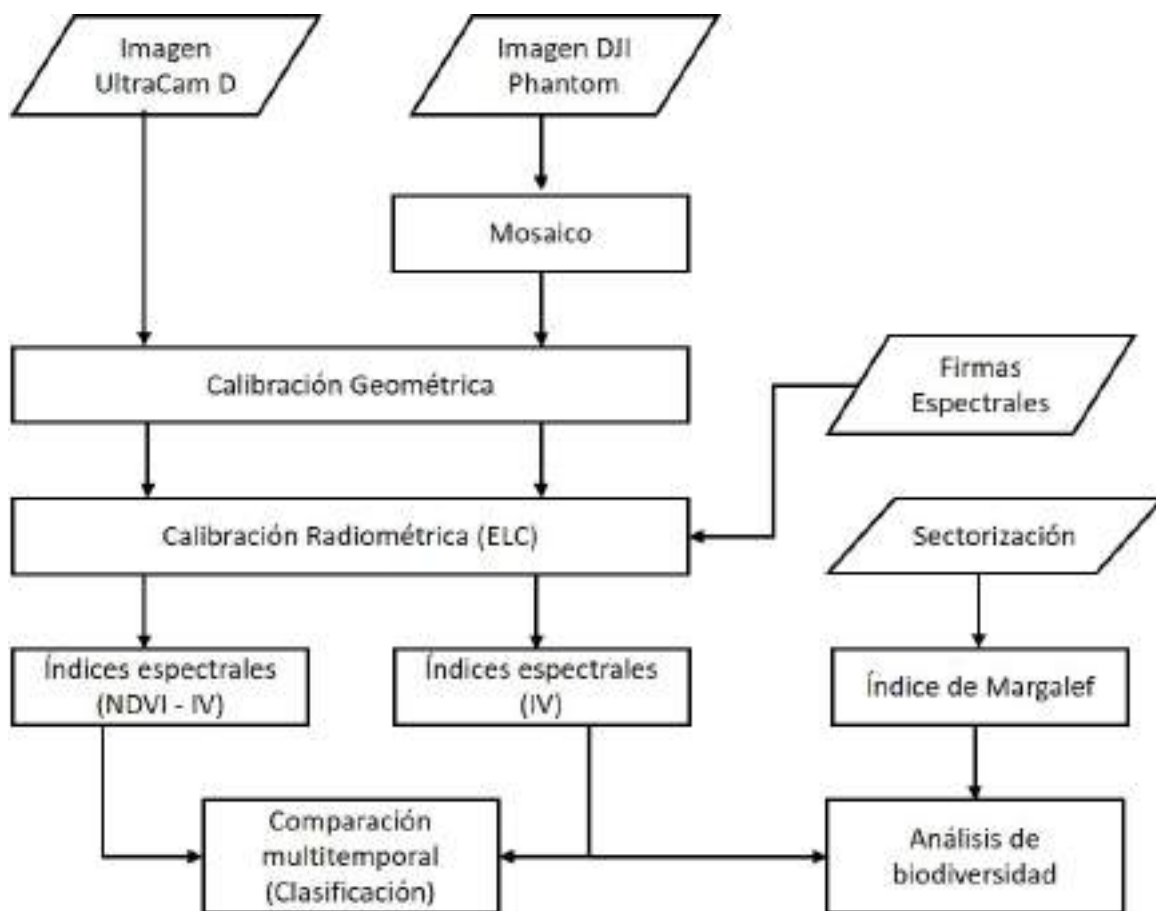 Imagen
UltraCam D
Imagen DJI
Phantom
Mosaico
Calibración Geométrica
Firmas
Espectrales
Calibración Radiométrica (ELC)
Sectorización
Índices espectrales
(NDVI - IV)
Índices espectrales
(IV)
Índice de Margalef
Comparación
multitemporal
(Clasificación)
Análisis de
biodiversidad